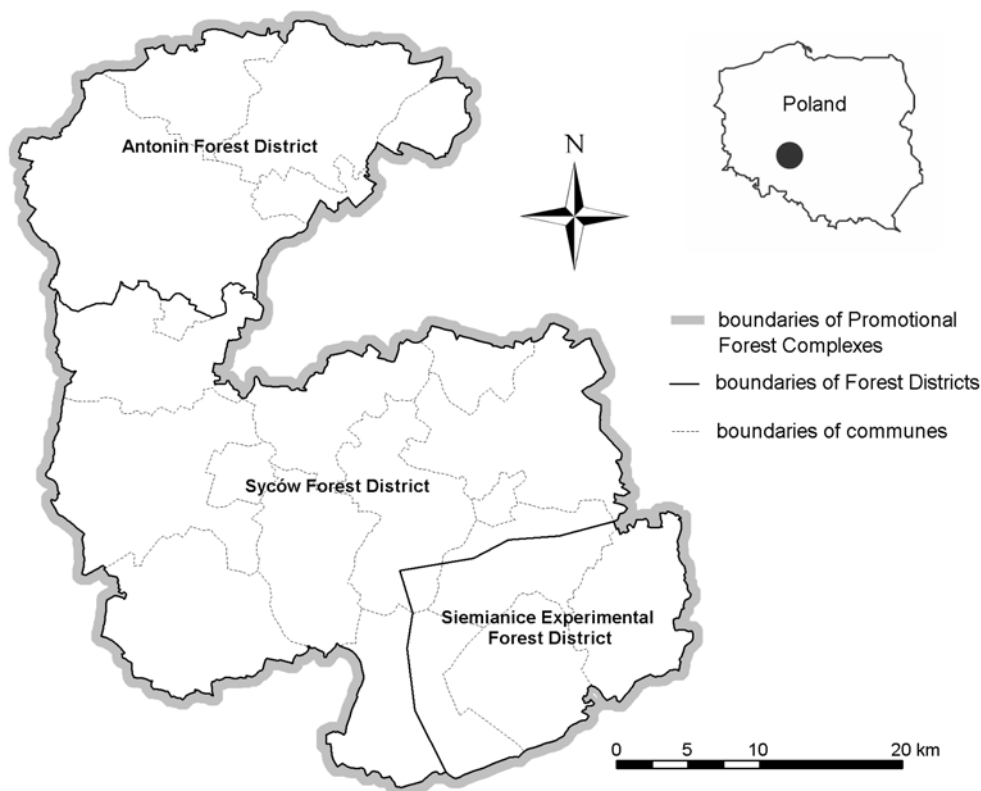 Poland
N
Antonin Forest District
boundaries of Promotional
Forest Complexes
boundaries of Forest Districts
boundaries of communes
Syców Forest District
Siemianice Experimental
Forest District
0 5 10 20 km